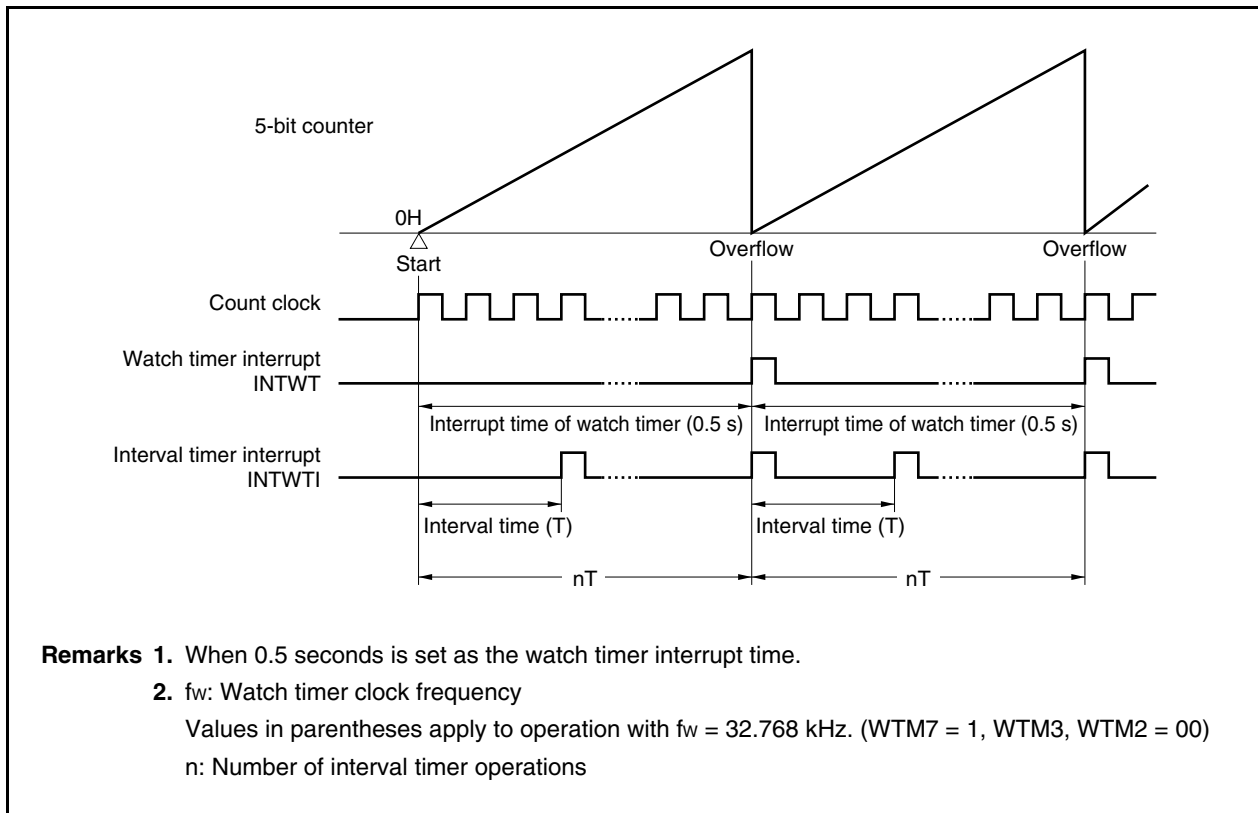 5-bit counter
0H
Start
Overflow
Overflow
Count clock
Watch timer interrupt
INTWT
Interrupt time of watch timer (0.5 s)
Interrupt time of watch timer (0.5 s)
Interval timer interrupt
INTWTI
Interval time (T)
Interval time (T)
nT
nT
Remarks 1. When 0.5 seconds is set as the watch timer interrupt time.
2. fw: Watch timer clock frequency
Values in parentheses apply to operation with fw = 32.768 kHz. (WTM7 = 1, WTM3, WTM2 = 00)
n: Number of interval timer operations